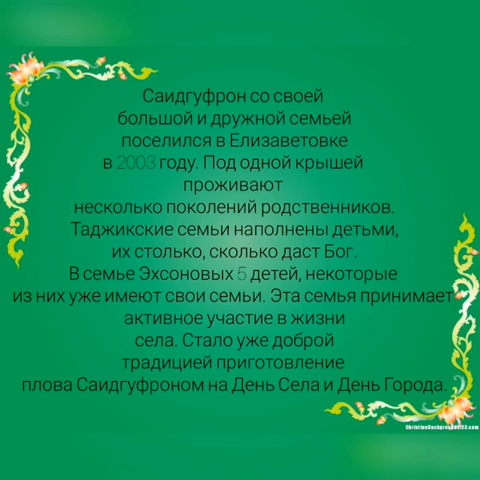 Саидгуфрон со своей
большой и дружной семьей
поселился в Елизаветовке
в 2003 году. Под одной крышей
проживают
несколько поколений родственников.
Таджикские семьи наполнены детьми,
их столько, сколько даст Бог.
В семье Эхсоновых 5 детей, некоторые
из них уже имеют свои семьи. Эта семья принимает
активное участие в жизни
села. Стало уже доброй
традицией приготовление
плова Саидгуфроном на День Села и День Города.
ChristianBackgrounds123.com